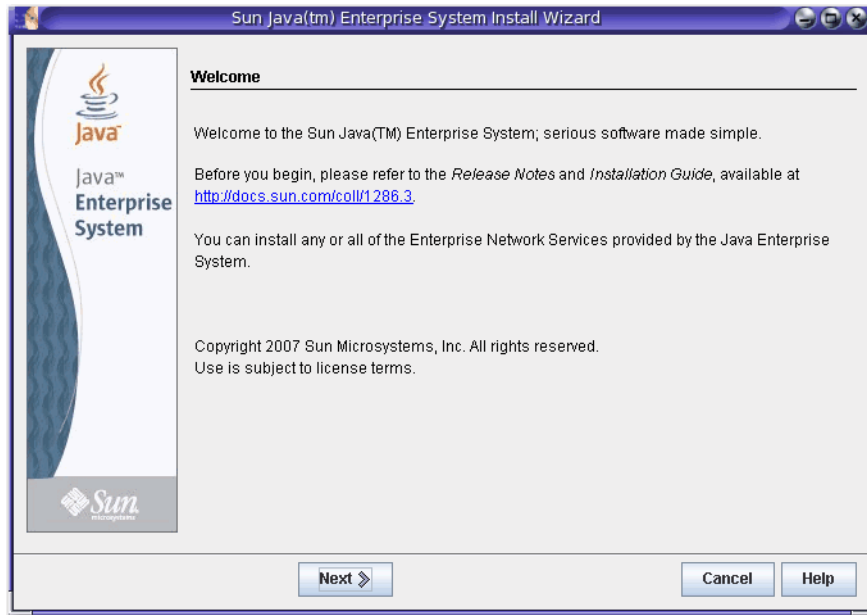 Sun Java(tm) Enterprise System Install Wizard
Java™
Java™
Enterprise
System
Sun
microsystems
Welcome
Welcome to the Sun Java(TM) Enterprise System; serious software made simple.
Before you begin, please refer to the Release Notes and Installation Guide, available at
http://docs.sun.com/coll/1286.3.
You can install any or all of the Enterprise Network Services provided by the Java Enterprise
System.
Copyright 2007 Sun Microsystems, Inc. All rights reserved.
Use is subject to license terms.
Next
Cancel
Help